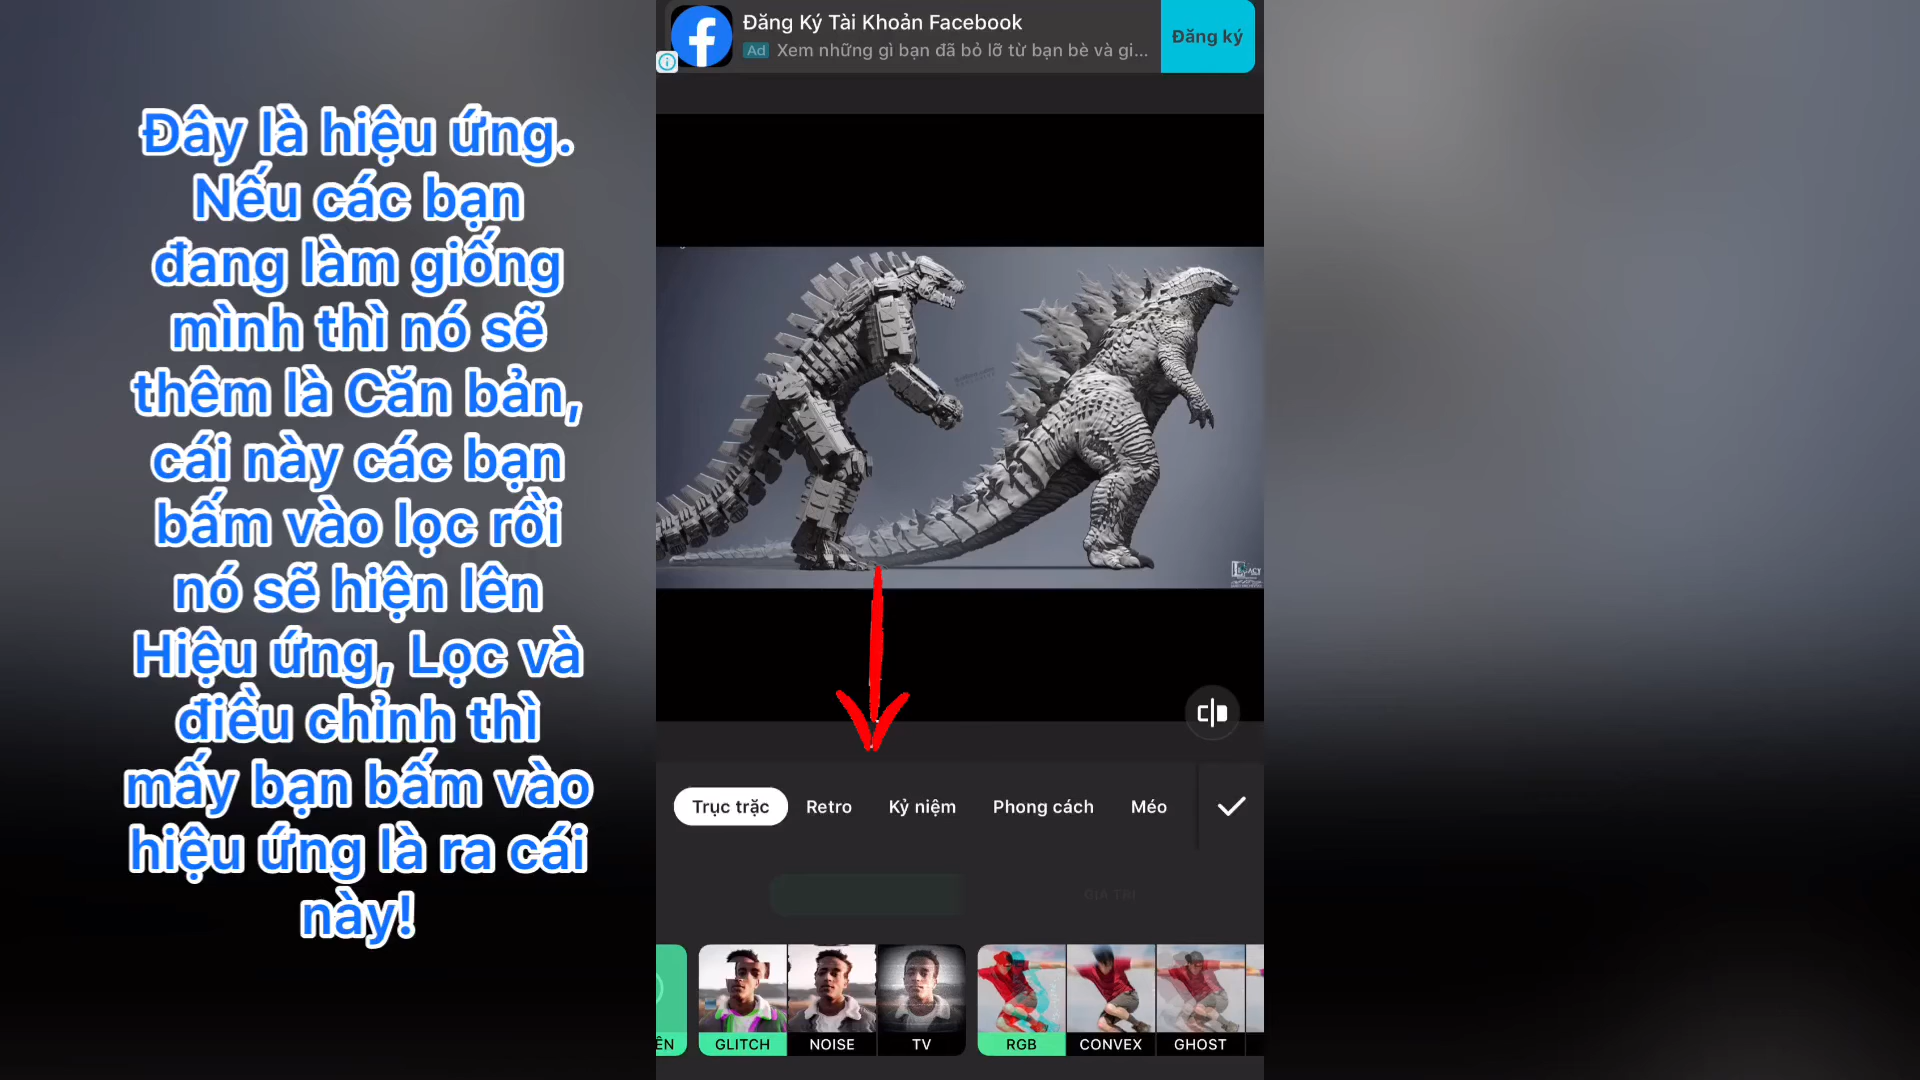 Đăng Ký Tài Khoản Facebook
Ad Xem những gì bạn đã bỏ lỡ từ bạn bè và gi...
Đăng ký
Đây là hiệu ứng.
Nếu các bạn
đang làm giống
mình thì nó sẽ
thêm là Căn bản,
cái này các bạn
bấm vào lọc rồi
nó sẽ hiện lên
Hiệu ứng, Lọc và
điều chỉnh thì
mấy bạn bấm vào
hiệu ứng là ra cái
này!
Trục trặc Retro Kỷ niệm Phong cách Méo
GIÁ TRỊ
ÊN GLITCH NOISE TV RGB CONVEX GHOST